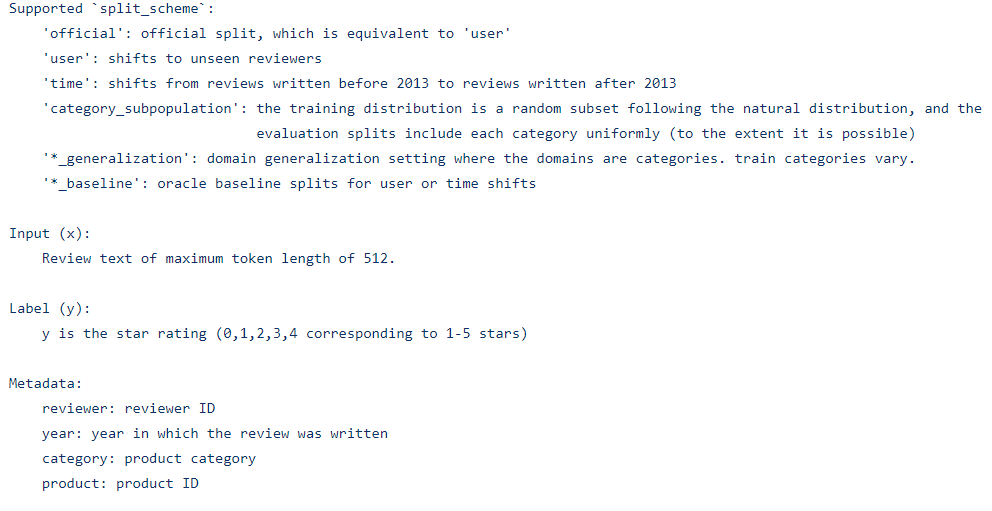 Supported `split_scheme`:
'official': official split, which is equivalent to 'user'
'user': shifts to unseen reviewers
'time': shifts from reviews written before 2013 to reviews written after 2013
'category_subpopulation': the training distribution is a random subset following the natural distribution, and the
evaluation splits include each category uniformly (to the extent it is possible)
'*_generalization': domain generalization setting where the domains are categories. train categories vary.
'*_baseline': oracle baseline splits for user or time shifts
Input (x):
Review text of maximum token length of 512.
Label (y):
y is the star rating (0,1,2,3,4 corresponding to 1-5 stars)
Metadata:
reviewer: reviewer ID
year: year in which the review was written
category: product category
product: product ID